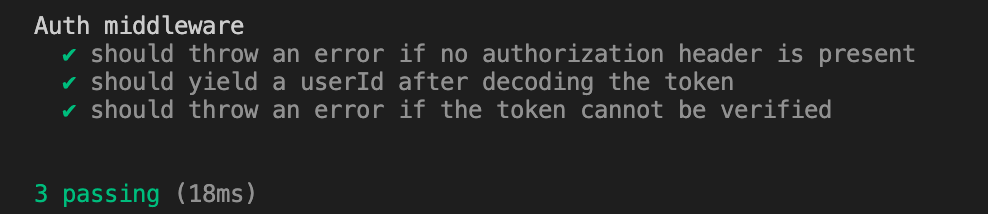 Auth middleware
✔ should throw an error if no authorization header is present
✔ should yield a userId after decoding the token
✔ should throw an error if the token cannot be verified
3 passing (18ms)